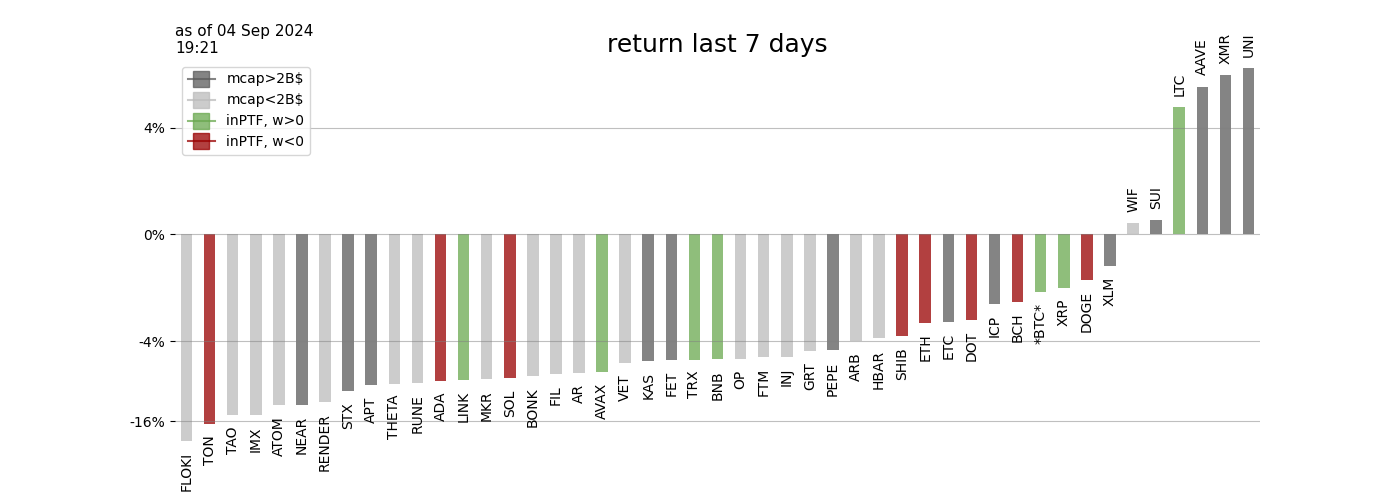 as of 04 Sep 2024
19:21
return last 7 days
mcap>2B$
mcap<2B$
inPTF, w>0
inPTF, w<0
4%
0%
-4%
-16%
FLOKI
TON
TAO
IMX
ATOM
NEAR
RENDER
STX
APT
THETA
RUNE
ADA
LINK
MKR
SOL
BONK
FIL
AR
AVAX
VET
KAS
FET
TRX
BNB
OP
FTM
INJ
GRT
PEPE
ARB
HBAR
SHIB
ETH
ETC
DOT
ICP
BCH
*BTC*
XRP
DOGE
XLM
WIF
SUI
LTC
AAVE
XMR
UNI